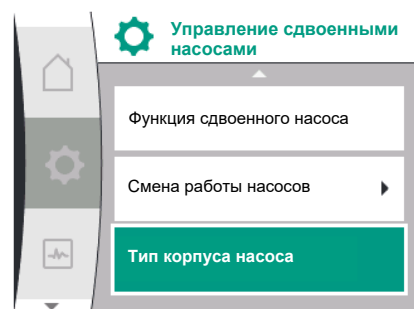 Управление сдвоенными
насосами
Функция сдвоенного насоса
Смена работы насосов
Тип корпуса насоса